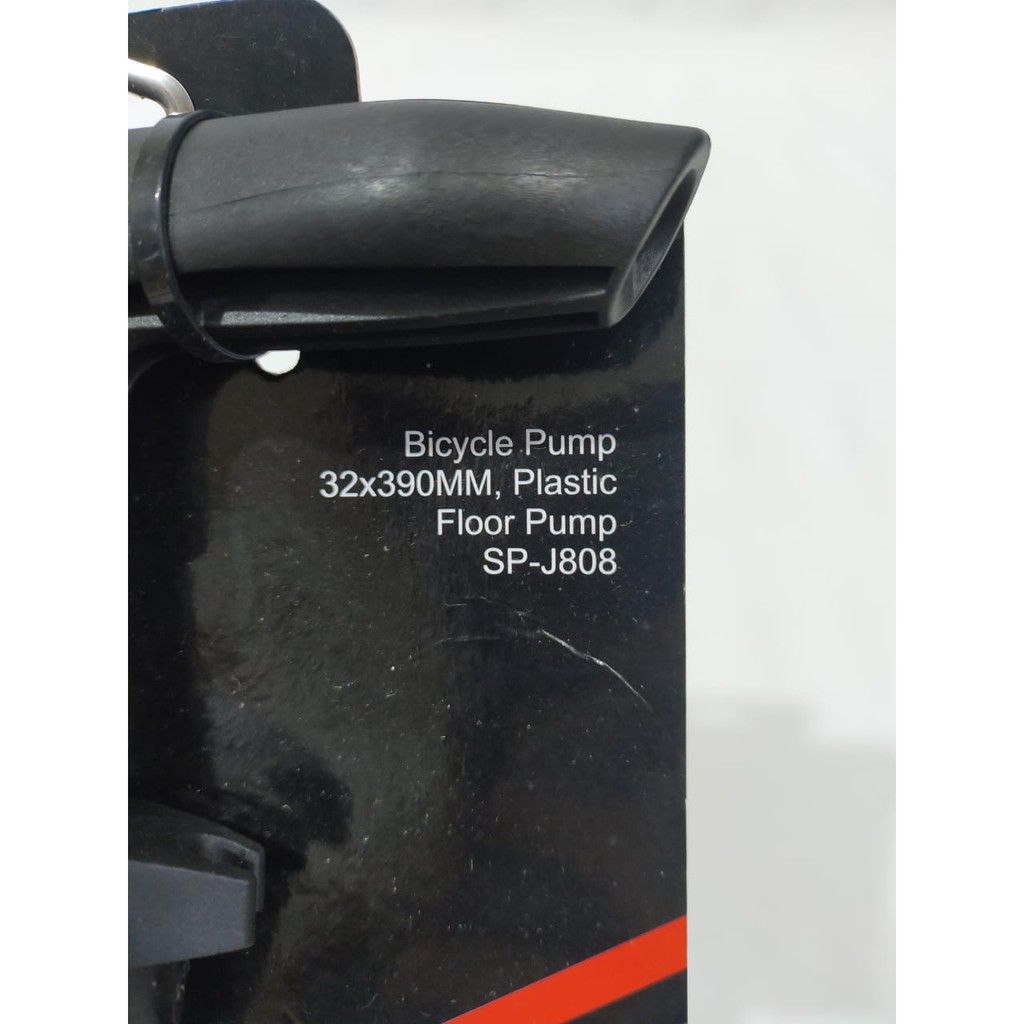 Bicycle Pump
32x390MM, Plastic
Floor Pump
SP-J808